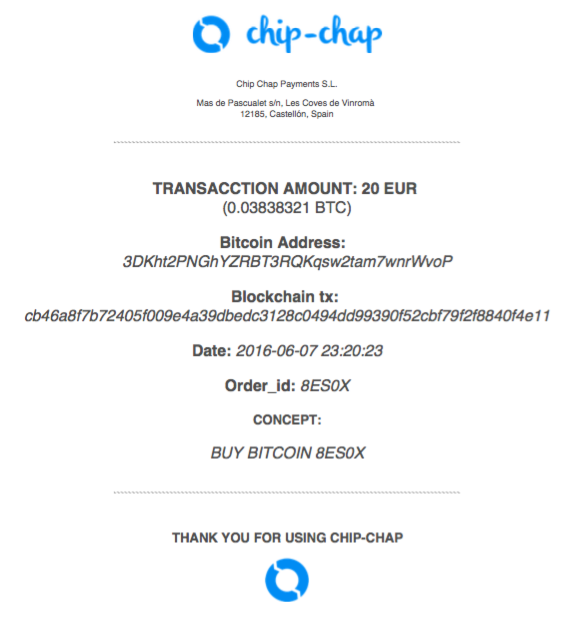 chip-chap
Chip Chap Payments S.L.
Mas de Pascualet s/n, Les Coves de Vinromà
12185, Castellón, Spain
TRANSACCTION AMOUNT: 20 EUR
(0.03838321 BTC)
Bitcoin Address:
3DKht2PNGhYZRBT3RQKqsw2tam7wnrWvoP
Blockchain tx:
cb46a8f7b72405f009e4a39dbedc3128c0494dd99390f52cbf79f2f8840f4e11
Date: 2016-06-07 23:20:23
Order_id: 8ES0X
CONCEPT:
BUY BITCOIN 8ES0X
THANK YOU FOR USING CHIP-CHAP